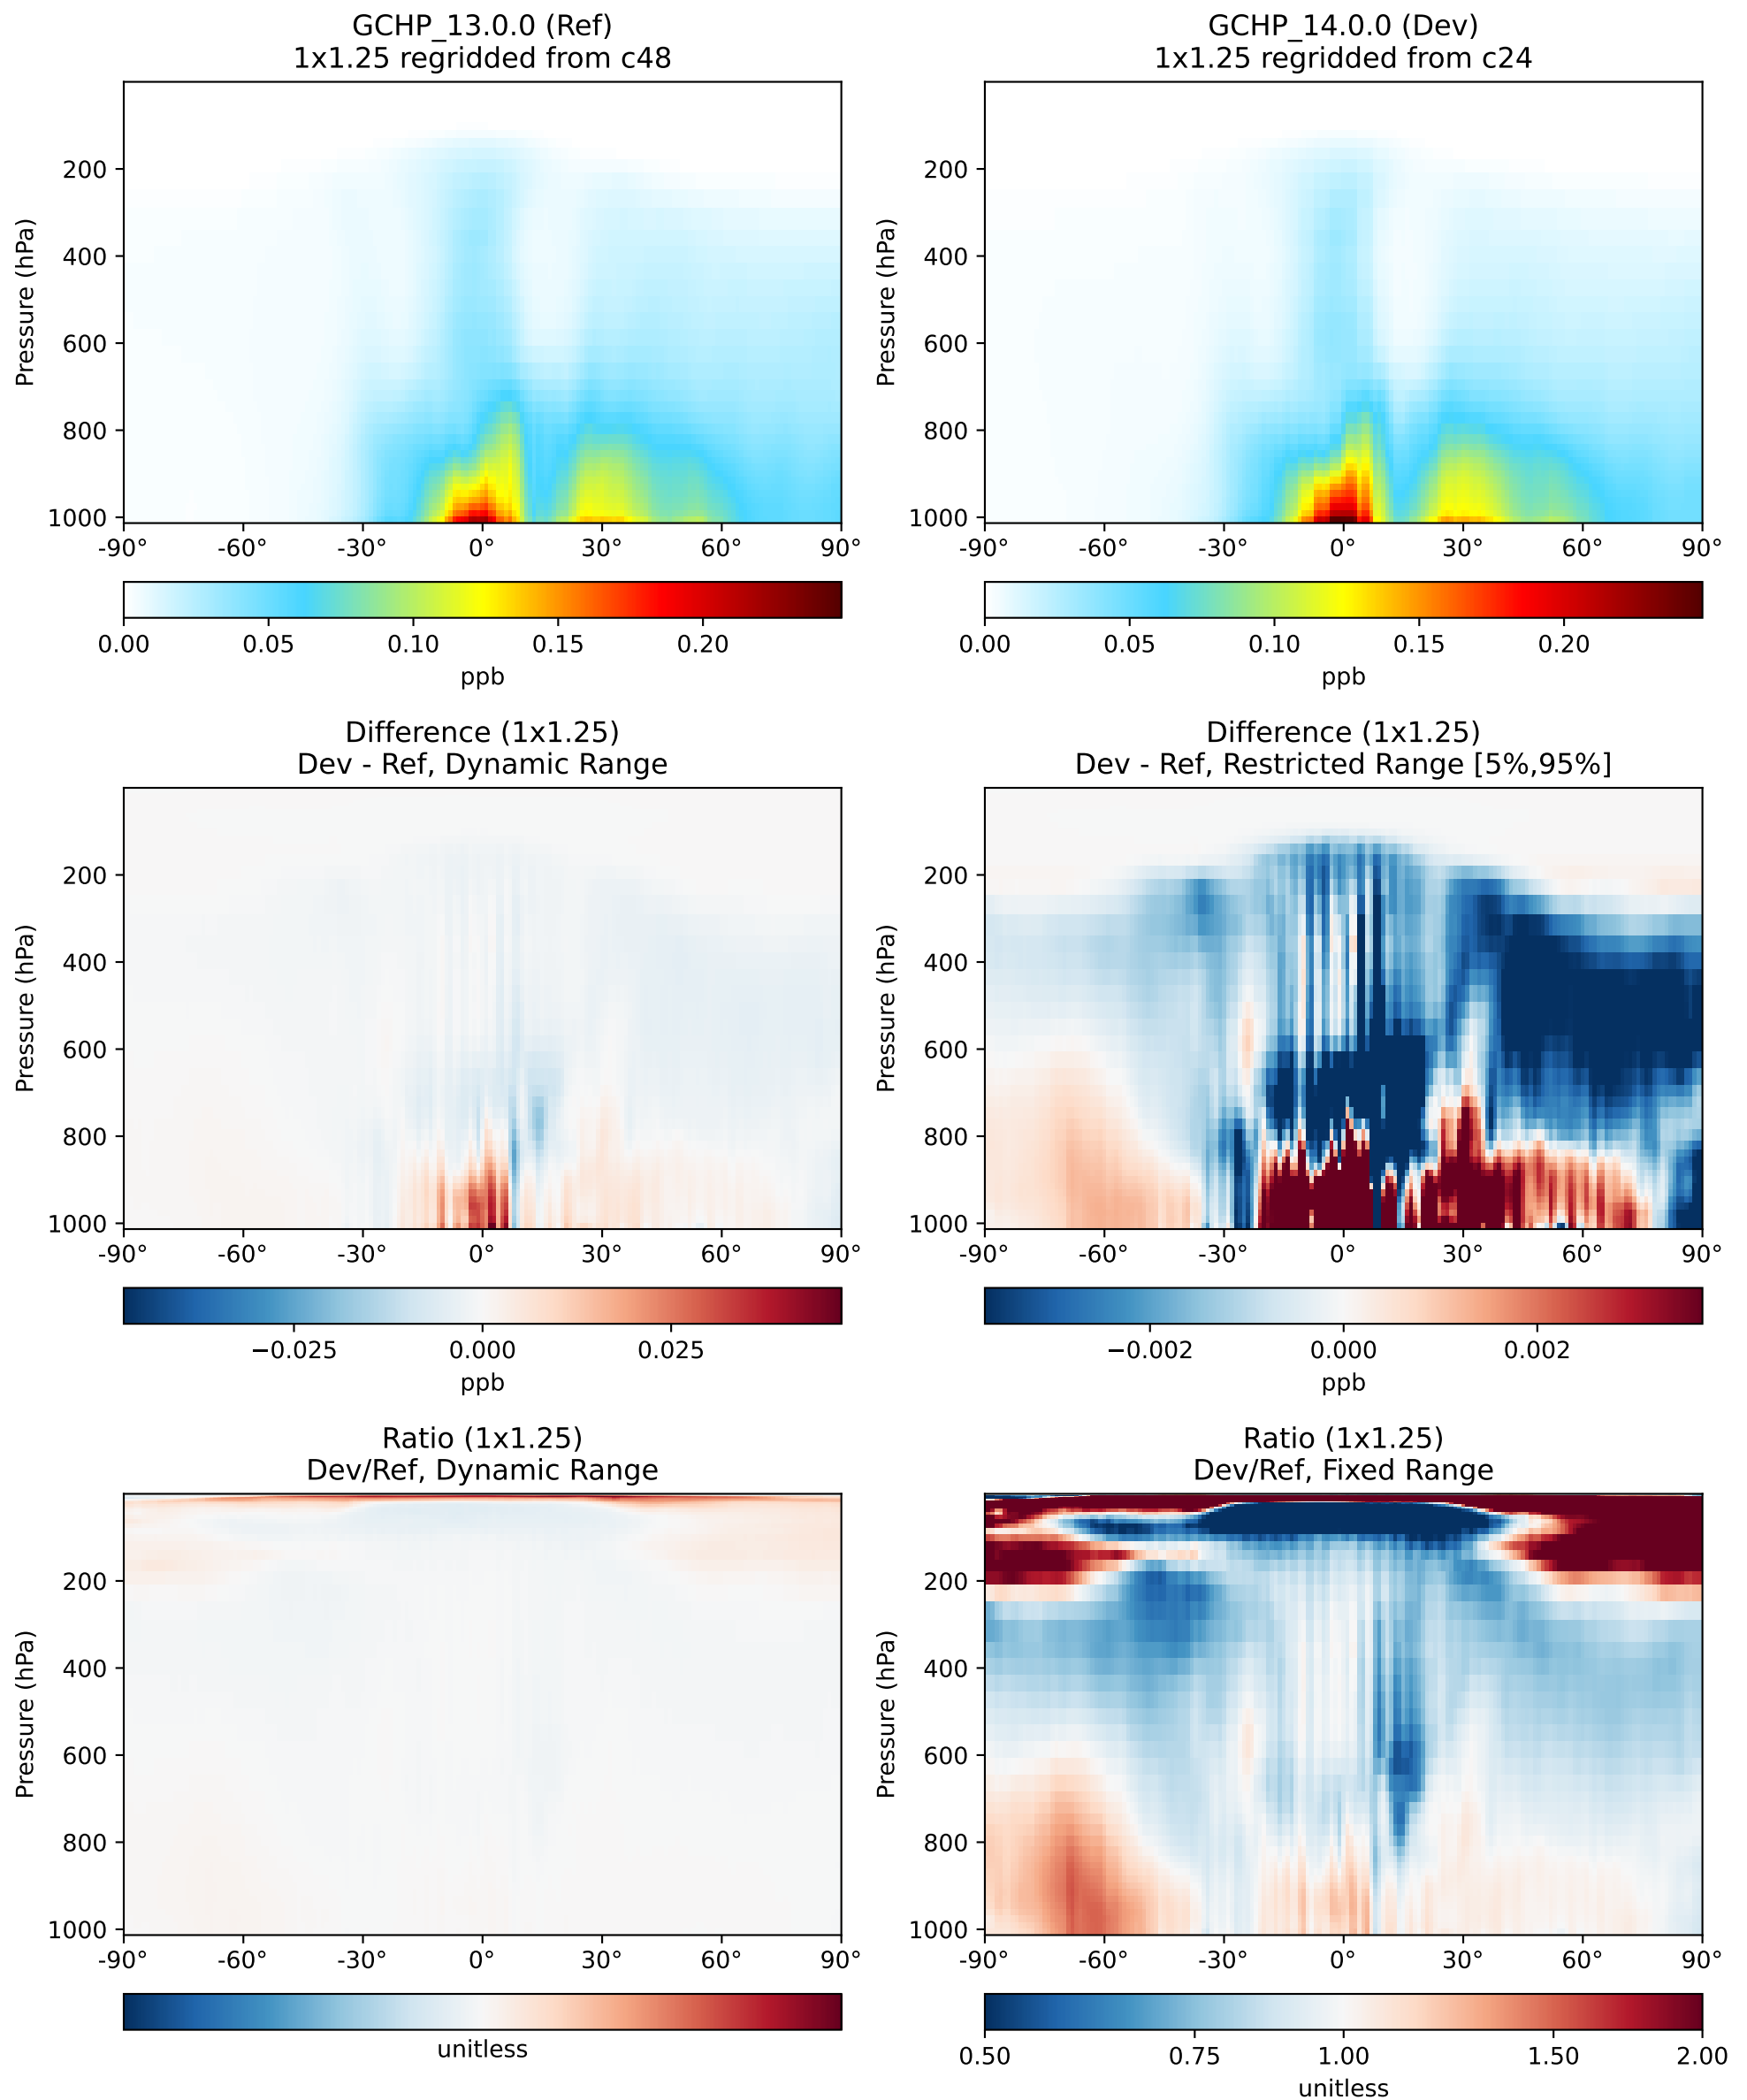 GCHP_13.0.0 (Ref)
1x1.25 regridded from c48
Pressure (hPa)
200
400
600
800
1000
-90° -60° -30° 0° 30° 60° 90°
0.00 0.05 0.10 0.15 0.20
ppb
GCHP_14.0.0 (Dev)
1x1.25 regridded from c24
Pressure (hPa)
200
400
600
800
1000
-90° -60° -30° 0° 30° 60° 90°
0.00 0.05 0.10 0.15 0.20
ppb
Difference (1x1.25)
Dev - Ref, Dynamic Range
Pressure (hPa)
200
400
600
800
1000
-90° -60° -30° 0° 30° 60° 90°
−0.025 0.000 0.025
ppb
Difference (1x1.25)
Dev - Ref, Restricted Range [5%,95%]
Pressure (hPa)
200
400
600
800
1000
-90° -60° -30° 0° 30° 60° 90°
−0.002 0.000 0.002
ppb
Ratio (1x1.25)
Dev/Ref, Dynamic Range
Pressure (hPa)
200
400
600
800
1000
-90° -60° -30° 0° 30° 60° 90°
unitless
Ratio (1x1.25)
Dev/Ref, Fixed Range
Pressure (hPa)
200
400
600
800
1000
-90° -60° -30° 0° 30° 60° 90°
0.50 0.75 1.00 1.50 2.00
unitless